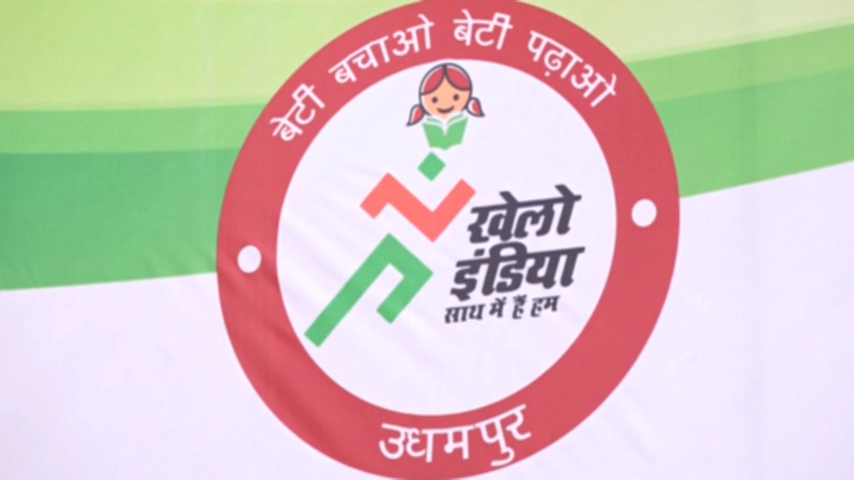 बेटी बचाओ बेटी पढ़ाओ
खेलो
इंडिया
साथ में हैं हम
उधमपुर